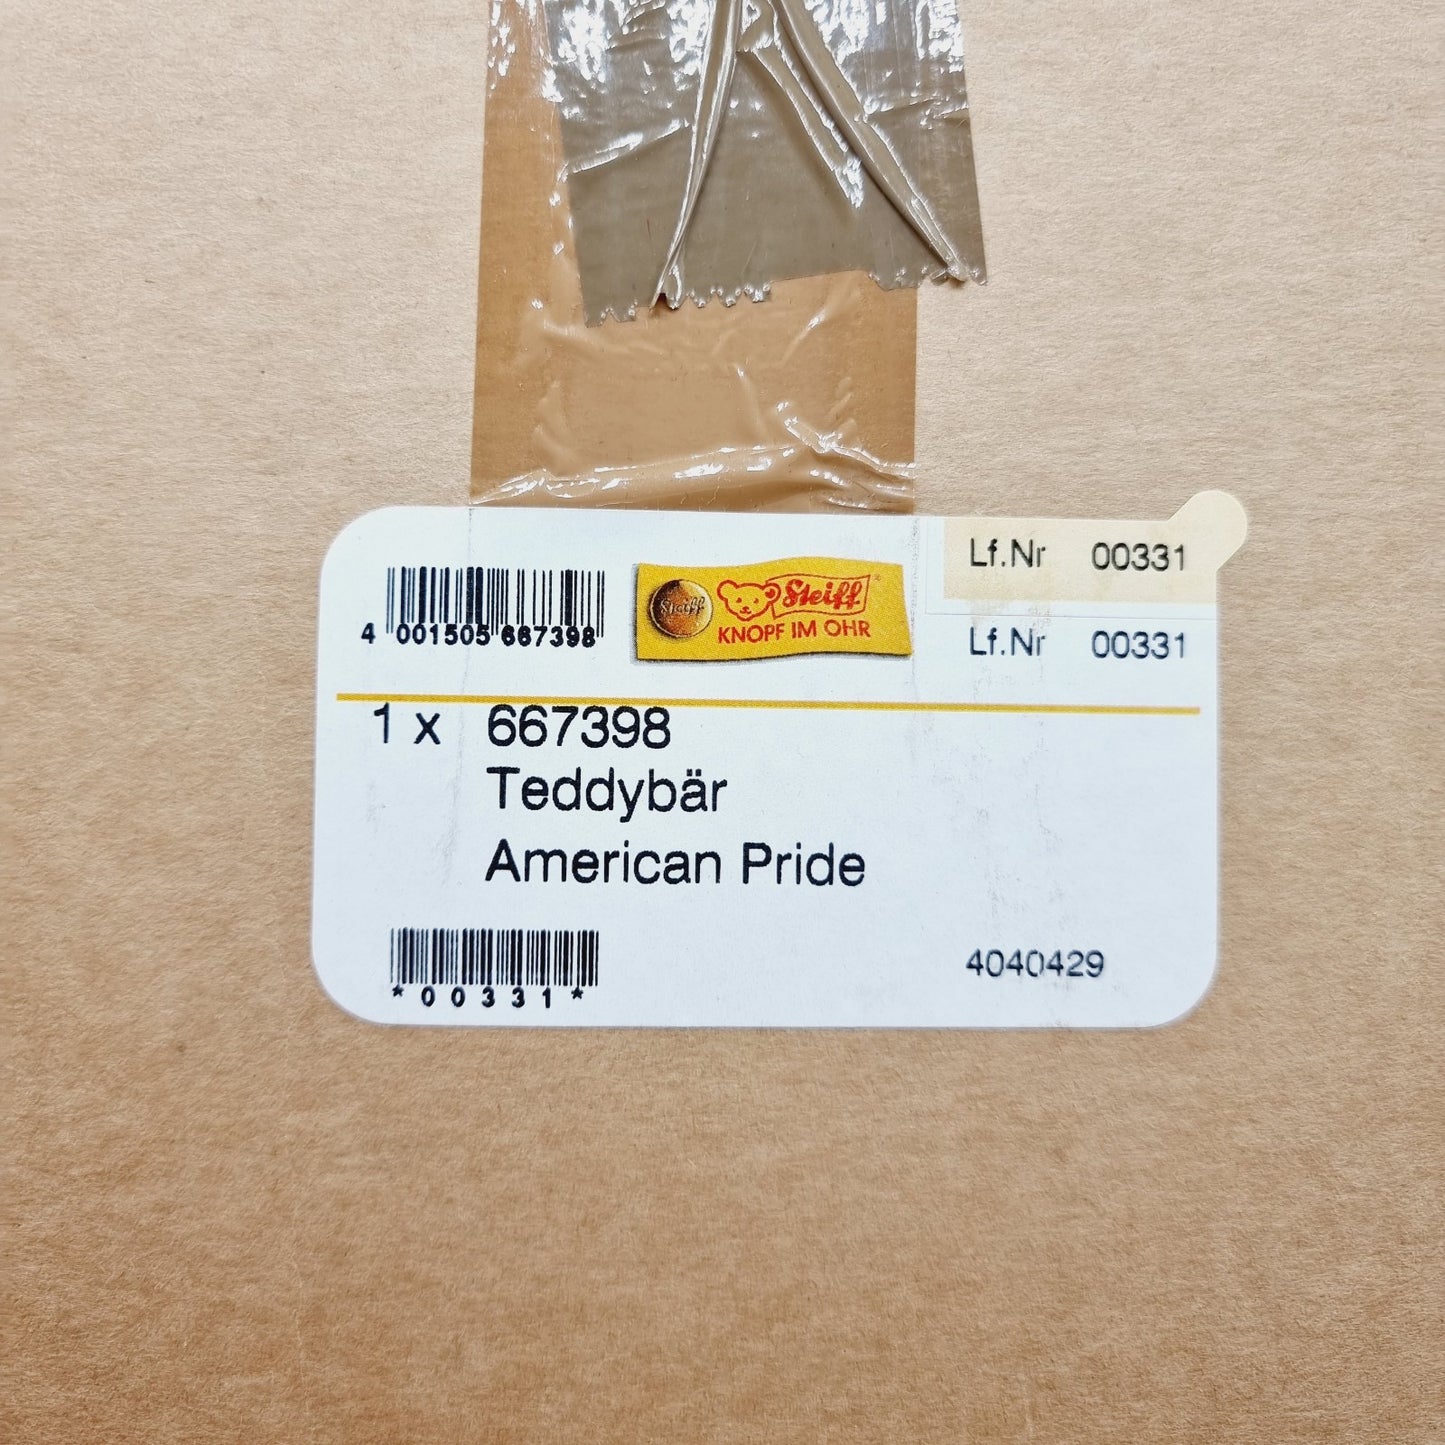 Lf.Nr 00331
4 001505 667398
Steiff
Steiff
KNOPF IM OHR
Lf.Nr 00331
1 x 667398
Teddybär
American Pride
*00331*
4040429